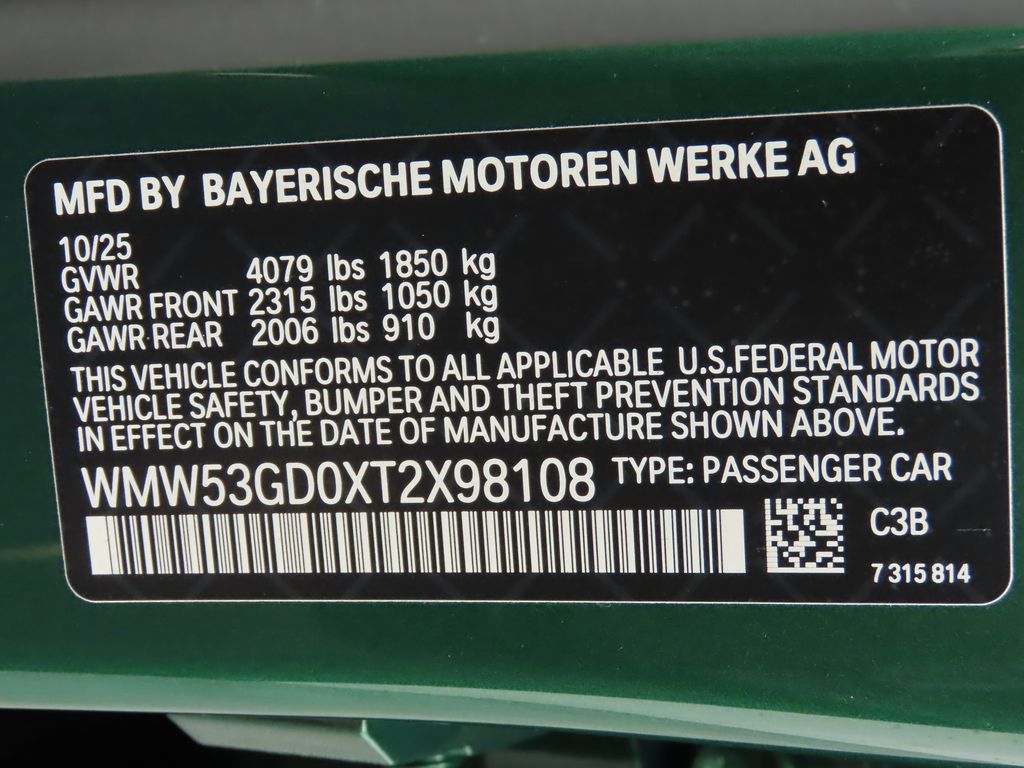 MFD BY BAYERISCHE MOTOREN WERKE AG
10/25
GVWR 4079 lbs 1850 kg
GAWR FRONT 2315 lbs 1050 kg
GAWR REAR 2006 lbs 910 kg
THIS VEHICLE CONFORMS TO ALL APPLICABLE U.S.FEDERAL MOTOR
VEHICLE SAFETY, BUMPER AND THEFT PREVENTION STANDARDS
IN EFFECT ON THE DATE OF MANUFACTURE SHOWN ABOVE.
WMW53GD0XT2X98108 TYPE: PASSENGER CAR
C3B
7 315 814